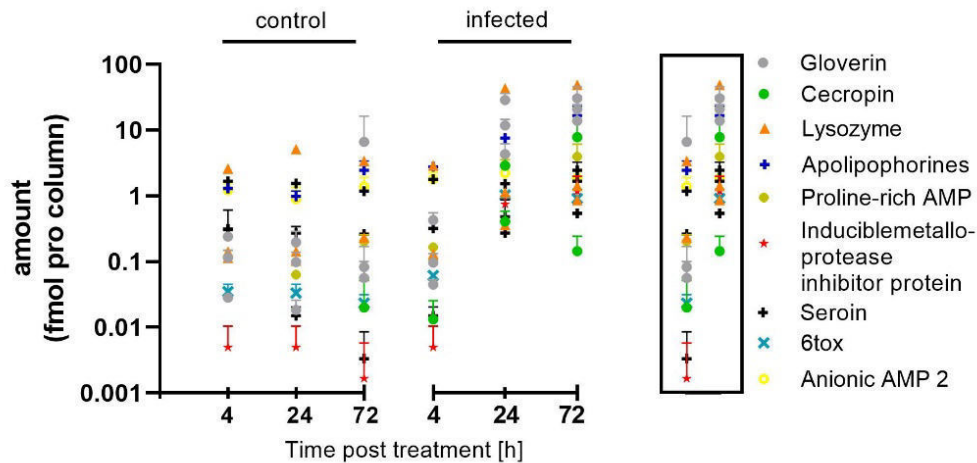 control infected
100
10
1
0.1
0.01
0.001
amount
(fmol pro column)
4 24 72 4 24 72
Time post treatment [h]
Gloverin
Cecropin
Lysozyme
Apolipophorines
Proline-rich AMP
Induciblemetallo-
protease
inhibitor protein
Seroin
6tox
Anionic AMP 2